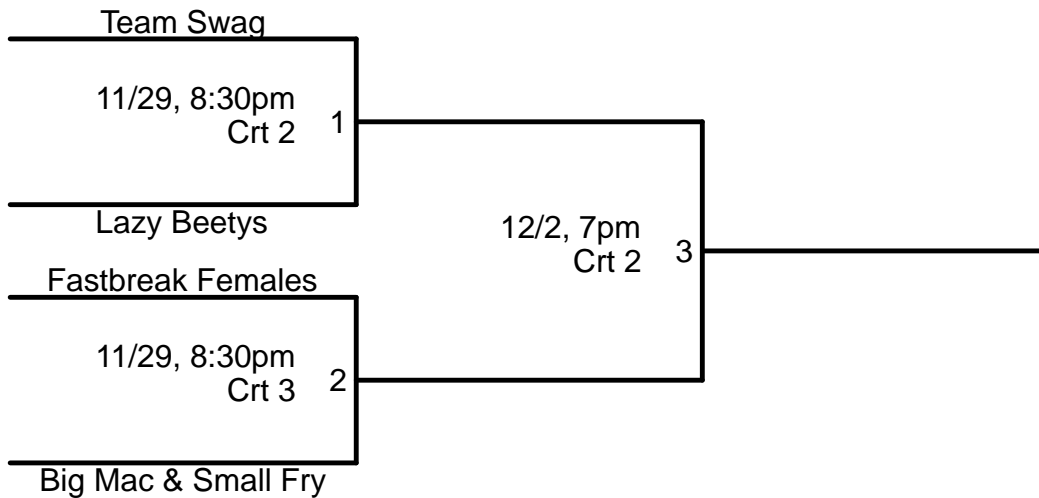 Team Swag
11/29, 8:30pm
Crt 2
1
Lazy Beetys
12/2, 7pm
Crt 2
3
Fastbreak Females
11/29, 8:30pm
Crt 3
2
Big Mac & Small Fry